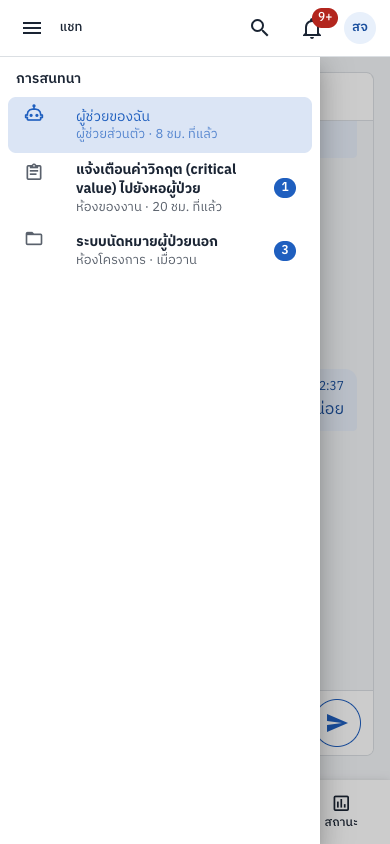 แชท
9+
สจ
การสนทนา
ผู้ช่วยของฉัน
ผู้ช่วยส่วนตัว · 8 ชม. ที่แล้ว
แจ้งเตือนค่าวิกฤต (critical
value) ไปยังหอผู้ป่วย
1
ห้องของงาน · 20 ชม. ที่แล้ว
ระบบนัดหมายผู้ป่วยนอก
3
ห้องโครงการ · เมื่อวาน
2:37
น่อย
สถานะ